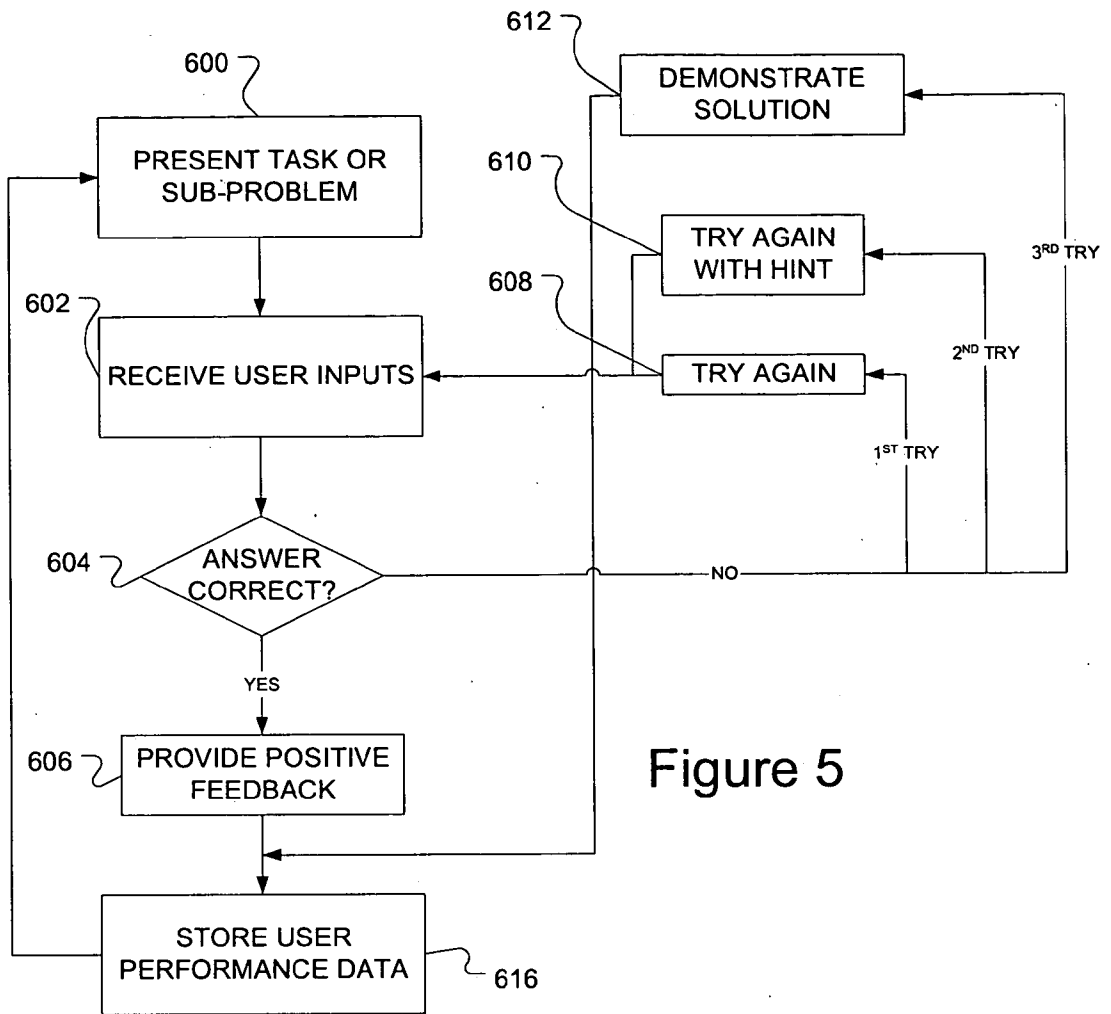 612
600
DEMONSTRATE
SOLUTION
PRESENT TASK OR
SUB-PROBLEM
610
TRY AGAIN
WITH HINT
3RD TRY
602
608
2ND TRY
RECEIVE USER INPUTS
TRY AGAIN
1ST TRY
604
ANSWER
CORRECT?
NO
YES
606
PROVIDE POSITIVE
FEEDBACK
Figure 5
STORE USER
PERFORMANCE DATA
616